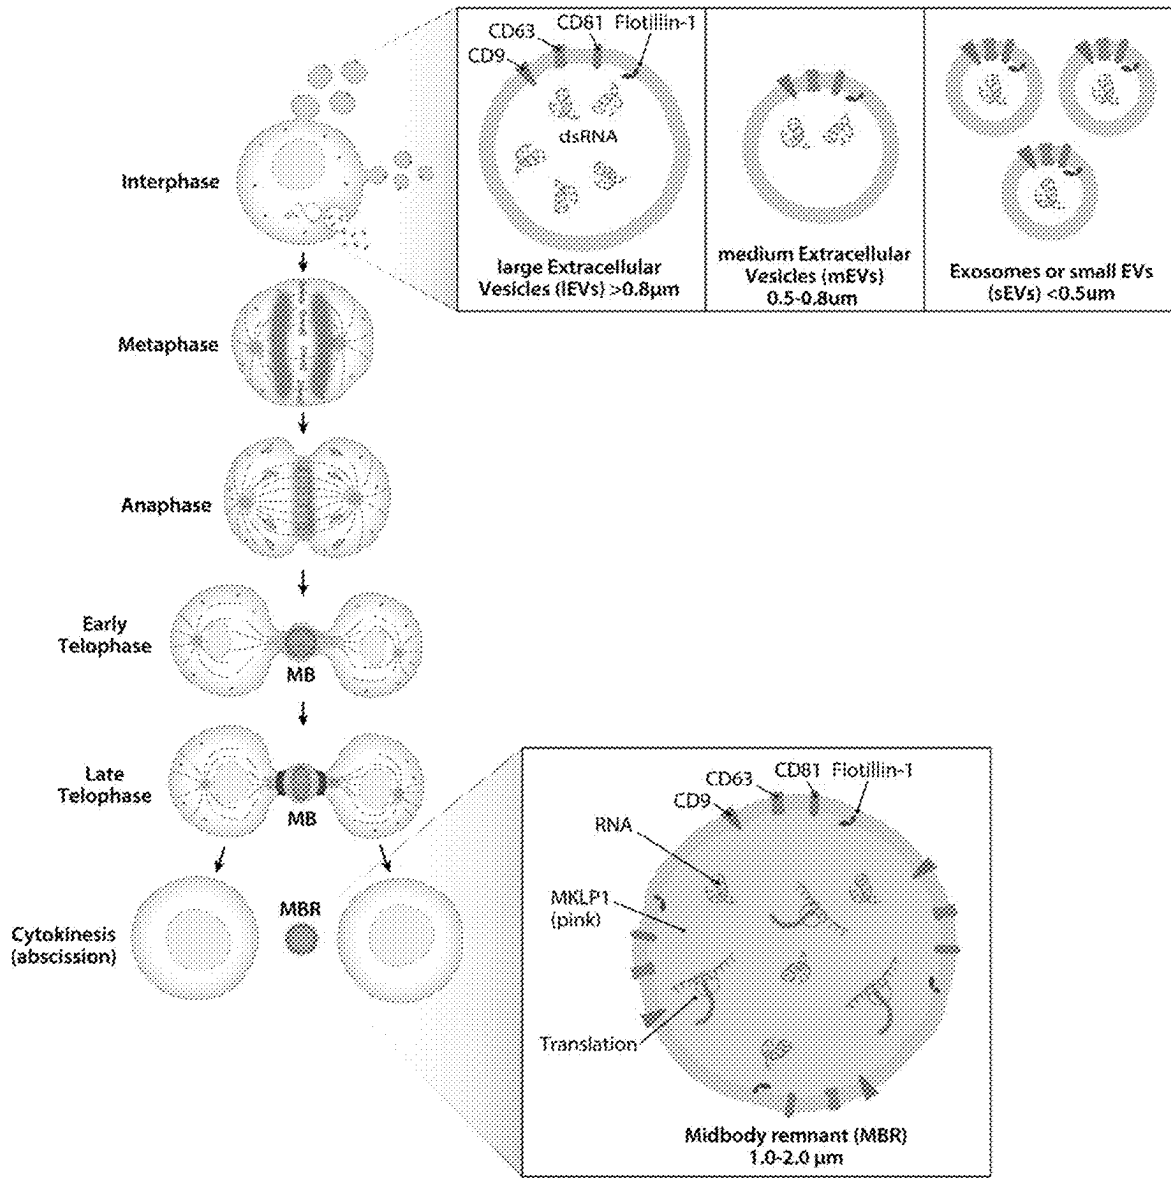 CD9
CD63
CD81
Flotillin-1
dsRNA
large Extracellular
Vesicles (lEVs) >0.8µm
medium Extracellular
Vesicles (mEVs)
0.5-0.8um
Exosomes or small EVs
(sEVs) <0.5um
Interphase
Metaphase
Anaphase
Early
Telophase
MB
Late
Telophase
MB
Cytokinesis
(abscission)
MBR
CD9
CD63
CD81
Flotillin-1
RNA
MKLP1
(pink)
Translation
Midbody remnant (MBR)
1.0-2.0 µm